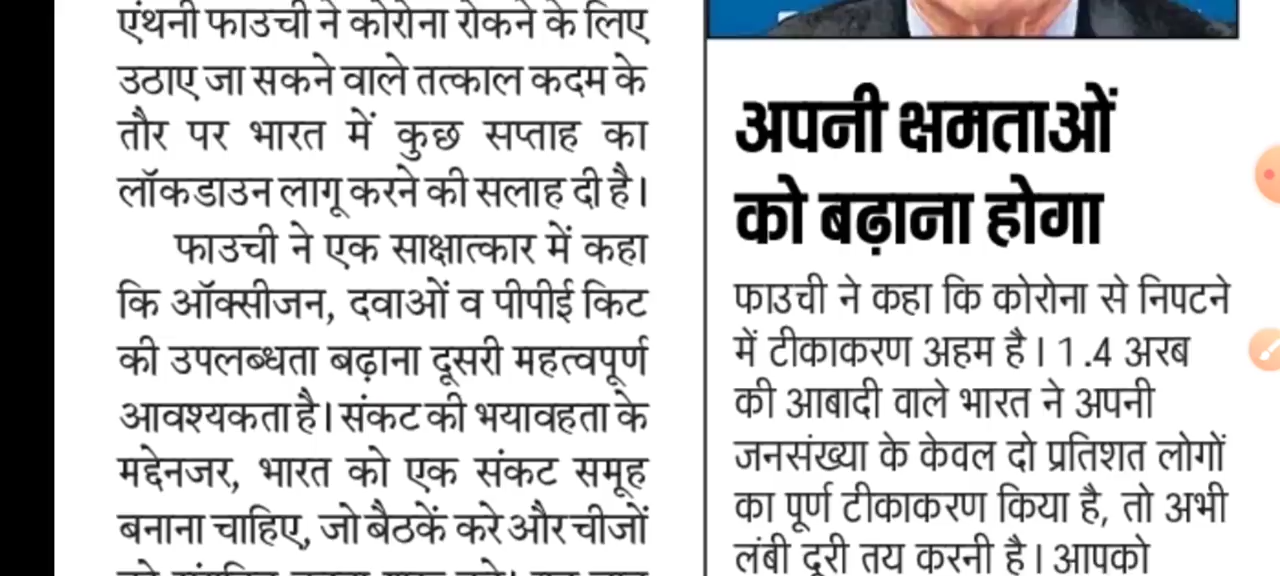 एंथनी फाउची ने कोरोना रोकने के लिए
उठाए जा सकने वाले तत्काल कदम के
तौर पर भारत में कुछ सप्ताह का
लॉकडाउन लागू करने की सलाह दी है।
फाउची ने एक साक्षात्कार में कहा
कि ऑक्सीजन, दवाओं व पीपीई किट
की उपलब्धता बढ़ाना दूसरी महत्वपूर्ण
आवश्यकता है। संकट की भयावहता के
मद्देनजर, भारत को एक संकट समूह
बनाना चाहिए, जो बैठकें करे और चीजों
अपनी क्षमताओं
को बढ़ाना होगा
फाउची ने कहा कि कोरोना से निपटने
में टीकाकरण अहम है। 1.4 अरब
की आबादी वाले भारत ने अपनी
जनसंख्या के केवल दो प्रतिशत लोगों
का पूर्ण टीकाकरण किया है, तो अभी
लंबी दूरी तय करनी है। आपको